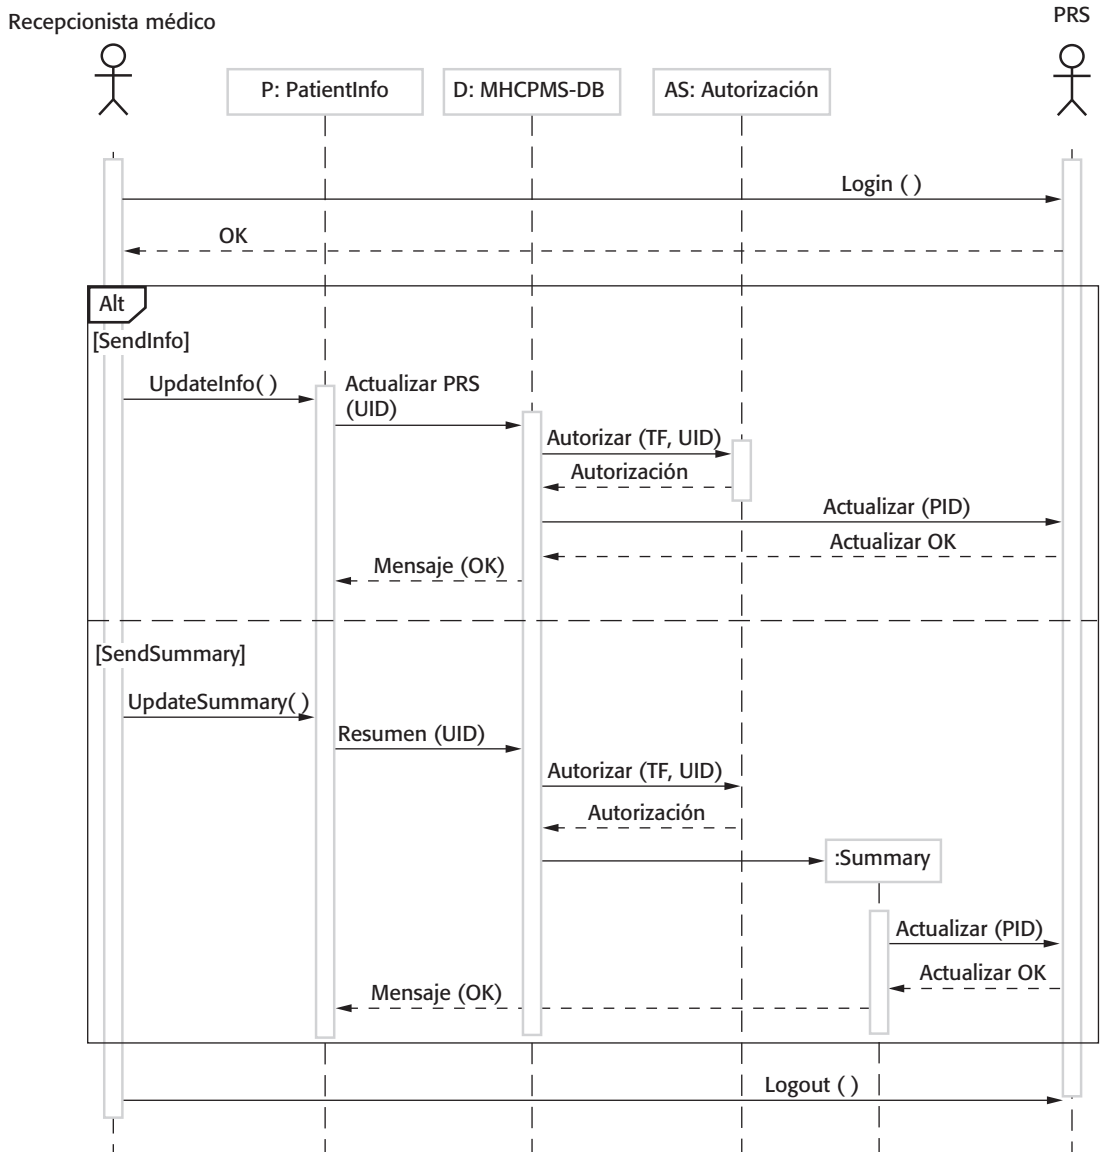 Recepcionista médico
PRS
P: PatientInfo
D: MHCPMS-DB
AS: Autorización
Login ( )
OK
Alt
[SendInfo]
UpdateInfo( )
Actualizar PRS
(UID)
Autorizar (TF, UID)
Autorización
Actualizar (PID)
Actualizar OK
Mensaje (OK)
[SendSummary]
UpdateSummary( )
Resumen (UID)
Autorizar (TF, UID)
Autorización
:Summary
Actualizar (PID)
Actualizar OK
Mensaje (OK)
Logout ( )